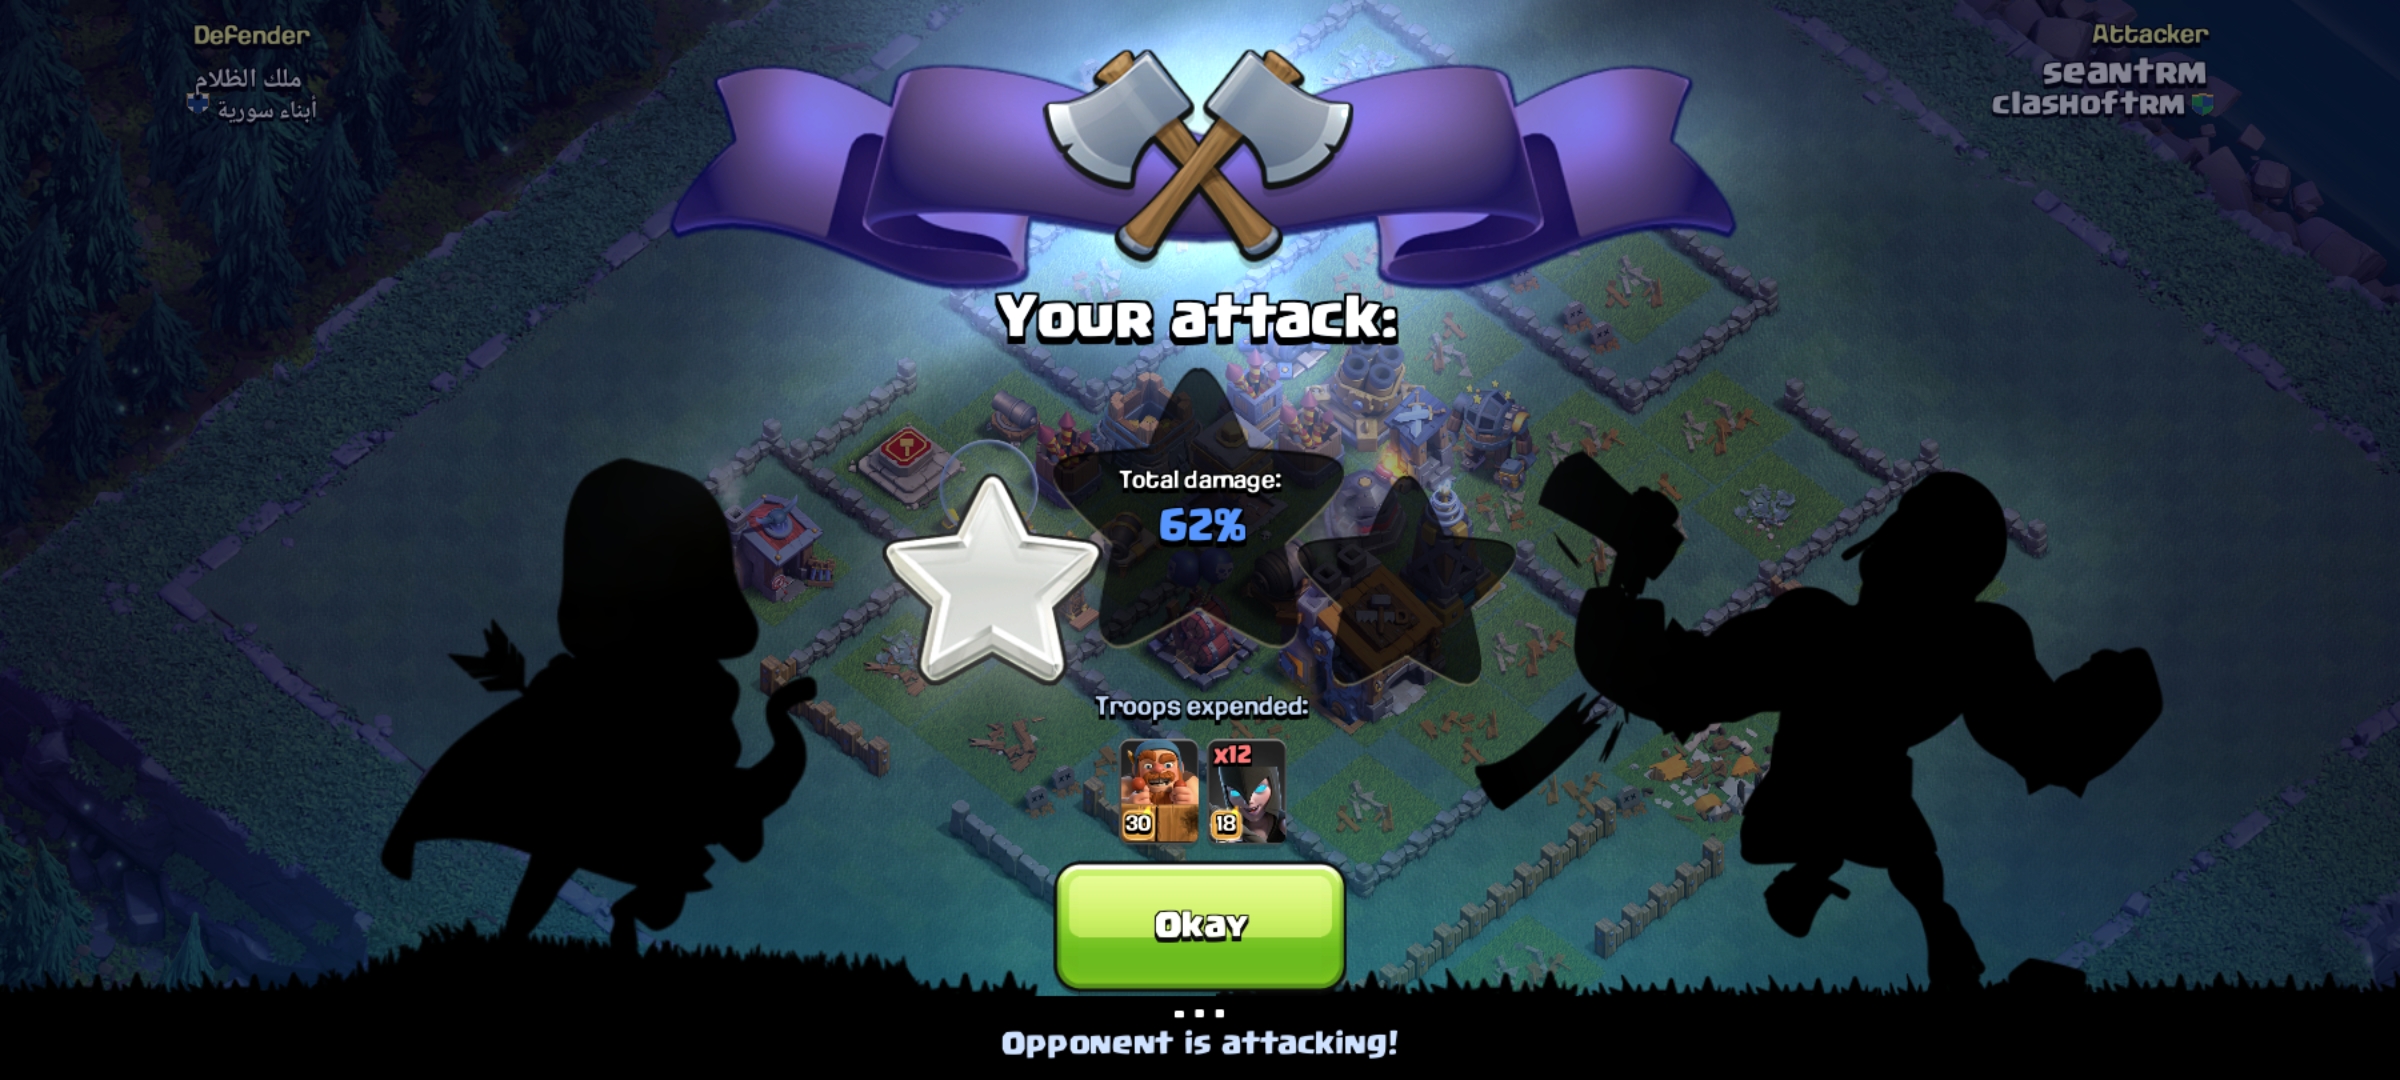 Defender
ملك الظلام
أبناء سورية
Attacker
seantrm
clashoftrm
Your attack:
Total damage:
62%
Troops expended:
30
x12
18
Okay
...
Opponent is attacking!